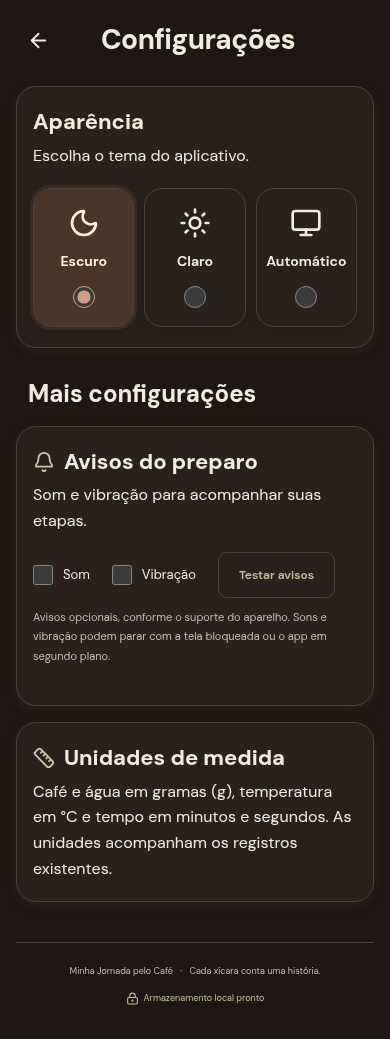 Configurações
Aparência
Escolha o tema do aplicativo.
Escuro
Claro
Automático
Mais configurações
Avisos do preparo
Som e vibração para acompanhar suas
etapas.
Som
Vibração
Testar avisos
Avisos opcionais, conforme o suporte do aparelho. Sons e
vibração podem parar com a tela bloqueada ou o app em
segundo plano.
Unidades de medida
Café e água em gramas (g), temperatura
em °C e tempo em minutos e segundos. As
unidades acompanham os registros
existentes.
Minha Jornada pelo Café · Cada xícara conta uma história.
Armazenamento local pronto